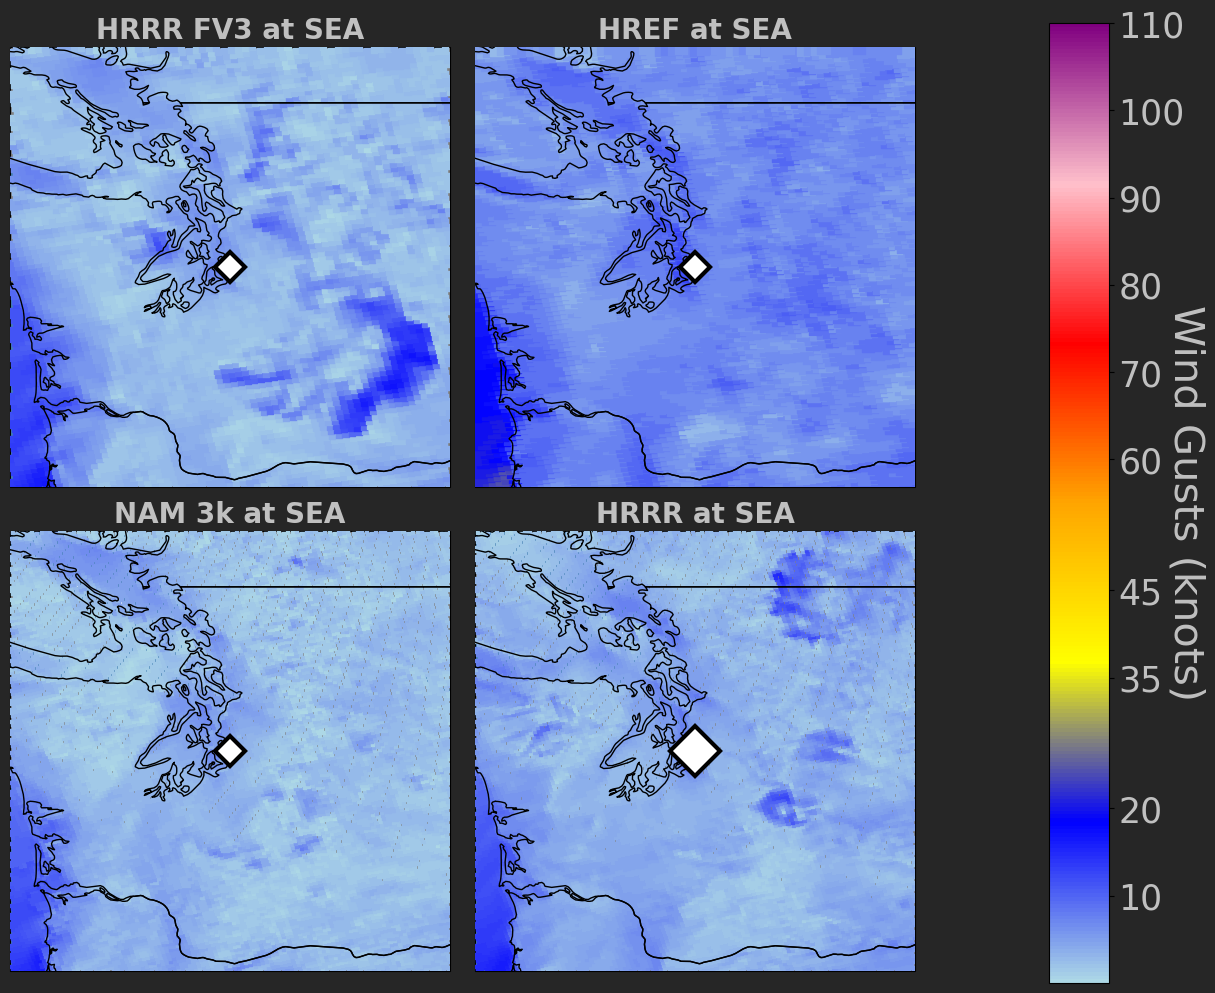 HRRR FV3 at SEA
HREF at SEA
NAM 3k at SEA
HRRR at SEA
110
100
90
80
70
60
45
35
20
10
Wind Gusts (knots)